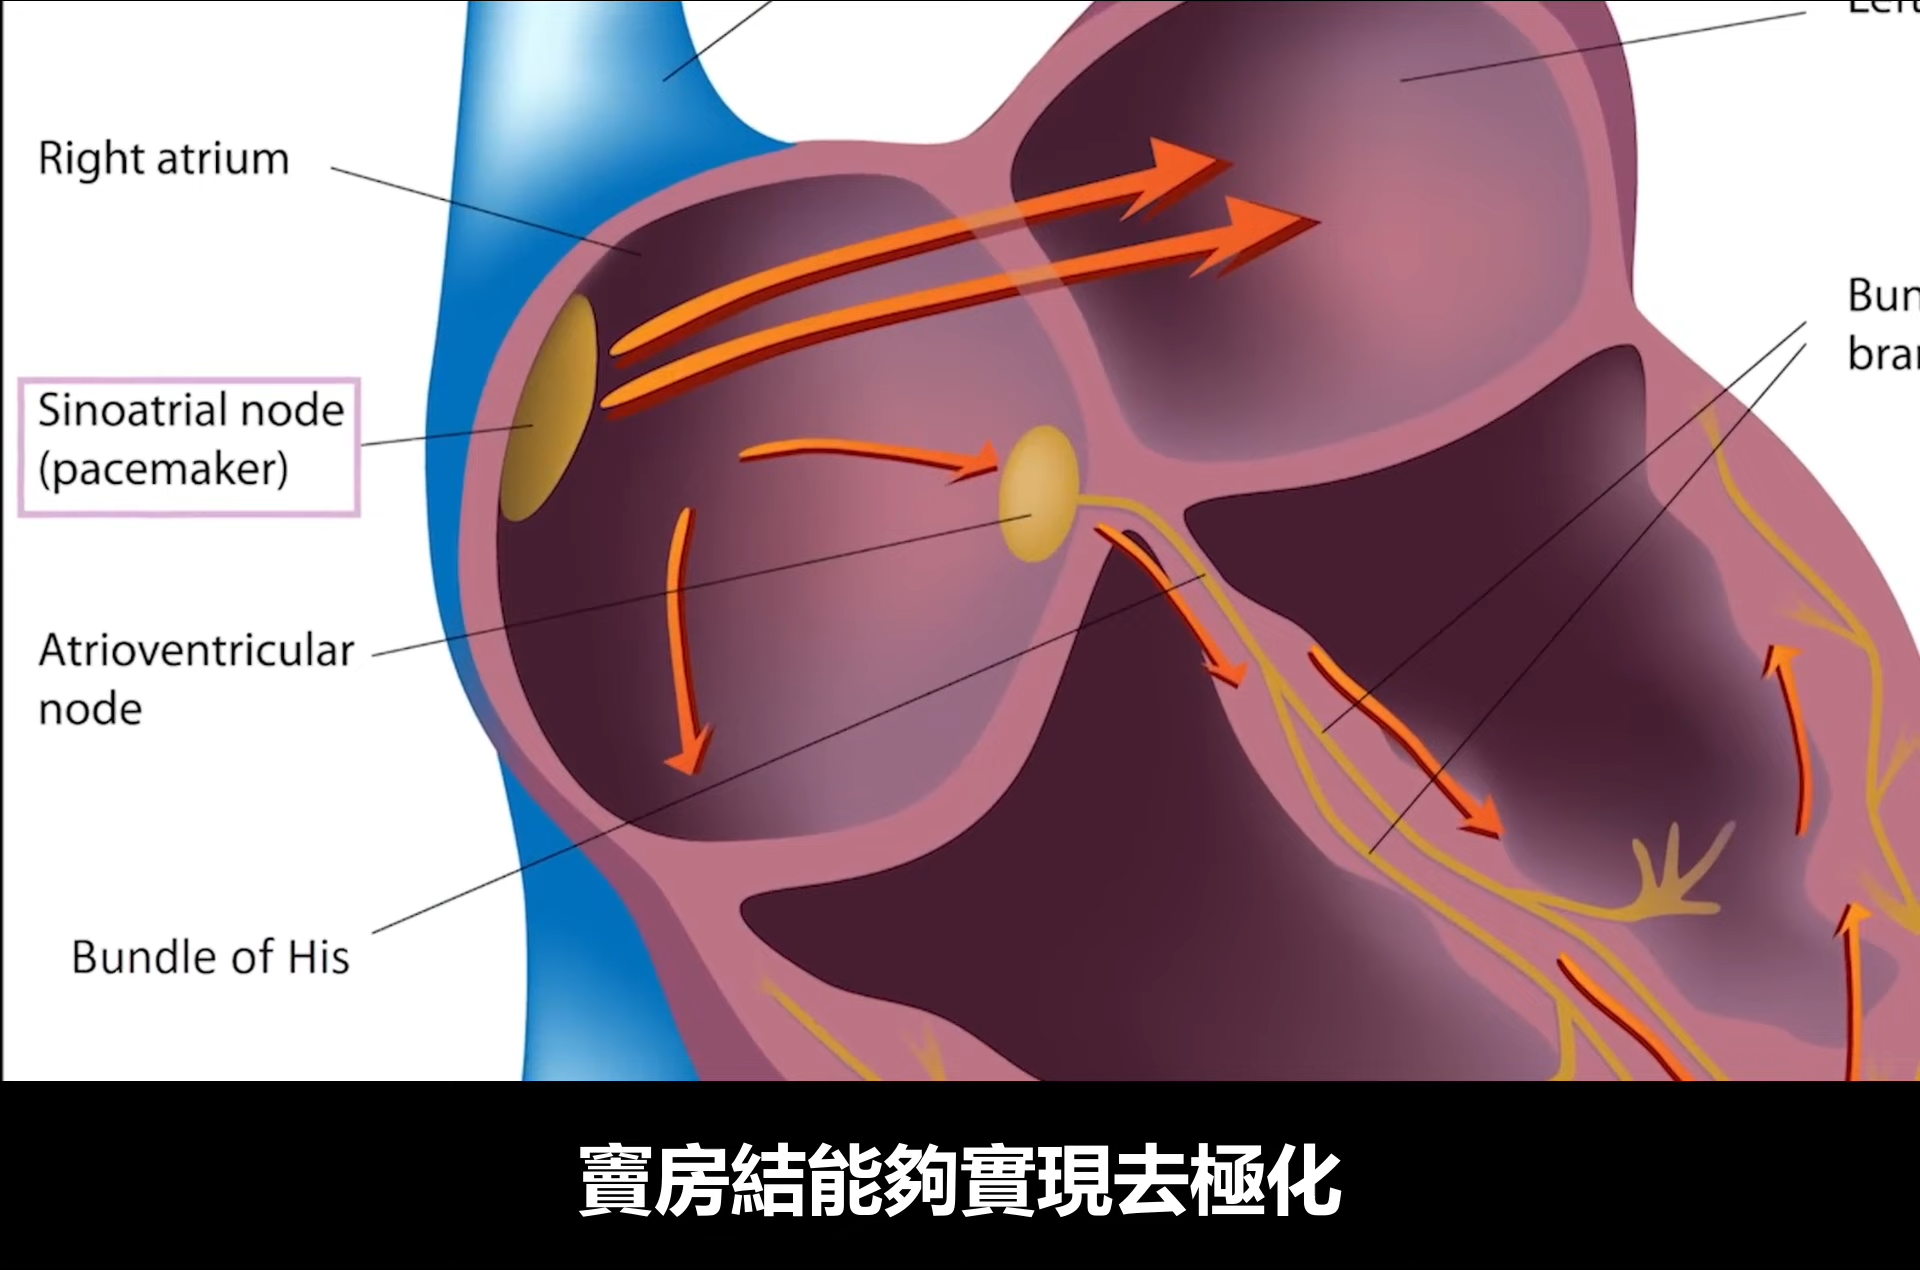 Right atrium
Sinoatrial node
(pacemaker)
Atrioventricular
node
Bundle of His
竇房結能夠實現去極化